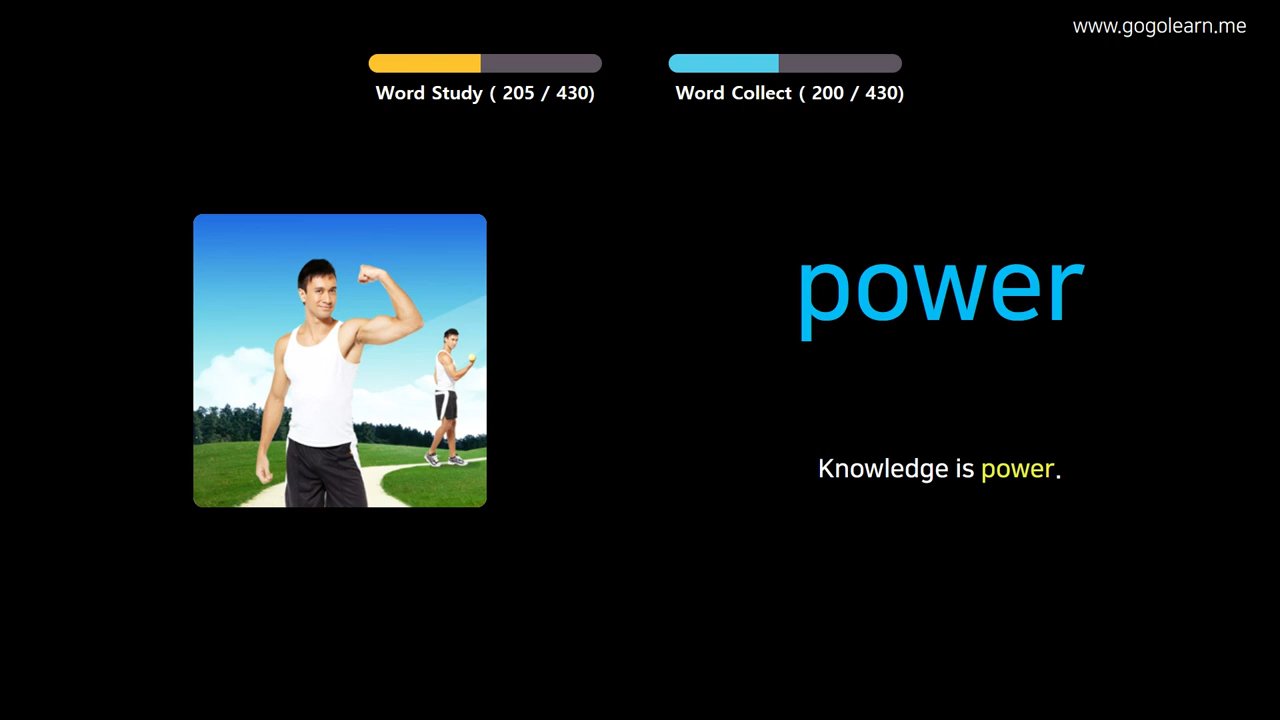 www.gogolearn.me
Word Study ( 205 / 430)
Word Collect ( 200 / 430)
power
Knowledge is power.